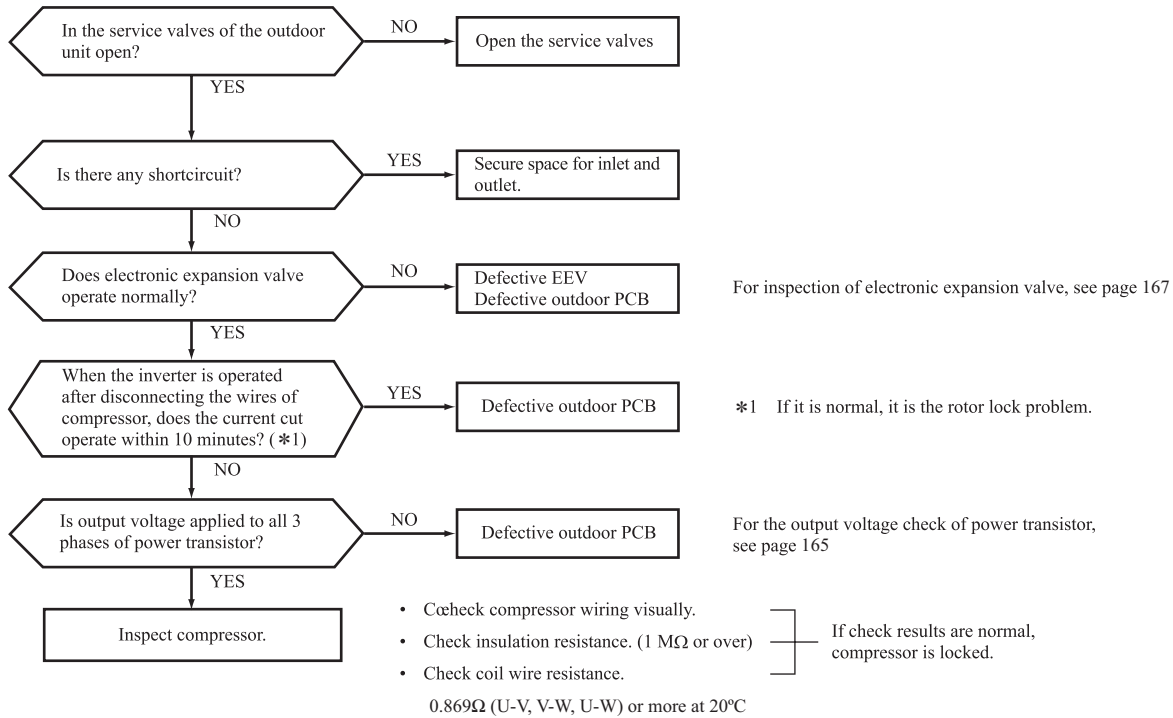 In the service valves of the outdoor
unit open?
NO
Open the service valves
YES
Is there any shortcircuit?
YES
Secure space for inlet and
outlet.
NO
Does electronic expansion valve
operate normally?
NO
Defective EEV
Defective outdoor PCB
For inspection of electronic expansion valve, see page 167
YES
When the inverter is operated
after disconnecting the wires of
compressor, does the current cut
operate within 10 minutes? (✱1)
YES
Defective outdoor PCB
✱1 If it is normal, it is the rotor lock problem.
NO
Is output voltage applied to all 3
phases of power transistor?
NO
Defective outdoor PCB
For the output voltage check of power transistor,
see page 165
YES
Inspect compressor.
• Cœheck compressor wiring visually.
• Check insulation resistance. (1 MΩ or over)
• Check coil wire resistance.
0.869Ω (U-V, V-W, U-W) or more at 20ºC
If check results are normal,
compressor is locked.